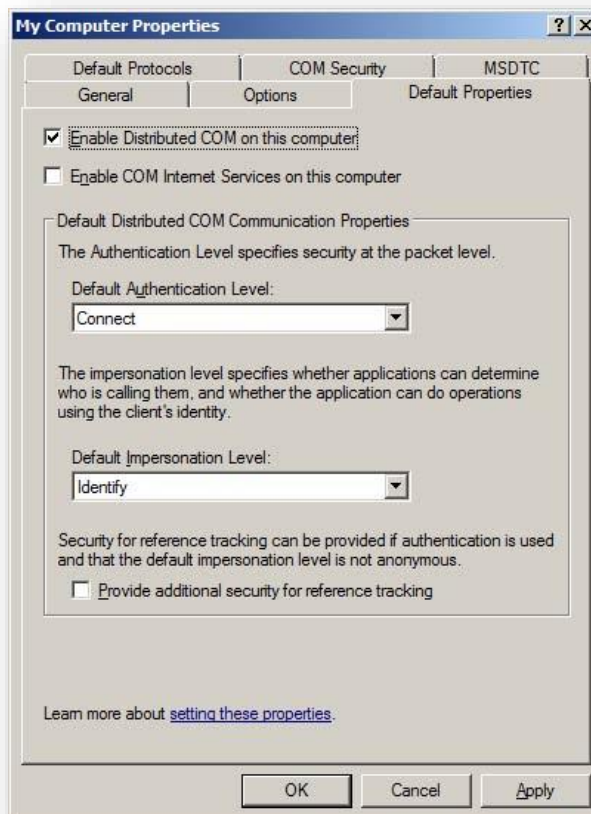 My Computer Properties
Default Protocols COM Security MSDTC
General Options Default Properties
Enable Distributed COM on this computer
Enable COM Internet Services on this computer
Default Distributed COM Communication Properties
The Authentication Level specifies security at the packet level.
Default Authentication Level:
Connect
The impersonation level specifies whether applications can determine
who is calling them, and whether the application can do operations
using the client's identity.
Default Impersonation Level:
Identify
Security for reference tracking can be provided if authentication is used
and that the default impersonation level is not anonymous.
Provide additional security for reference tracking
Learn more about setting these properties.
OK Cancel Apply